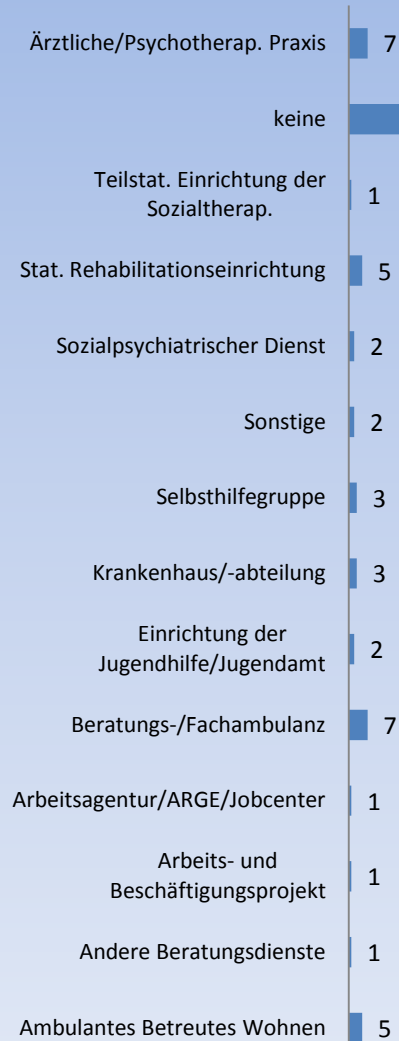 Ärztliche/Psychotherap. Praxis 7
keine
Teilstat. Einrichtung der
Sozialtherap. 1
Stat. Rehabilitationseinrichtung 5
Sozialpsychiatrischer Dienst 2
Sonstige 2
Selbsthilfegruppe 3
Krankenhaus/-abteilung 3
Einrichtung der
Jugendhilfe/Jugendamt 2
Beratungs-/Fachambulanz 7
Arbeitsagentur/ARGE/Jobcenter 1
Arbeits- und
Beschäftigungsprojekt 1
Andere Beratungsdienste 1
Ambulantes Betreutes Wohnen 5